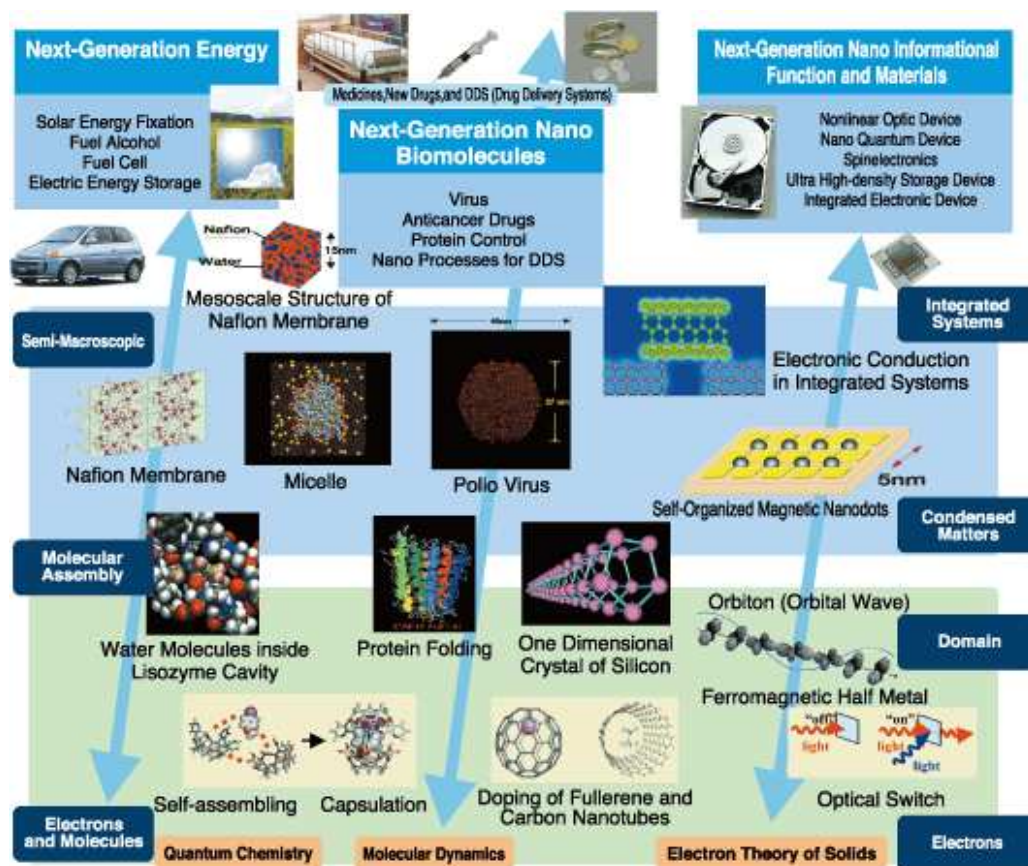 Next-Generation Energy
Solar Energy Fixation
Fuel Alcohol
Fuel Cell
Electric Energy Storage
Medicines,New Drugs,and DDS (Drug Delivery Systems)
Next-Generation Nano
Biomolecules
Virus
Anticancer Drugs
Protein Control
Nano Processes for DDS
Next-Generation Nano Informational
Function and Materials
Nonlinear Optic Device
Nano Quantum Device
Spinelectronics
Ultra High-density Storage Device
Integrated Electronic Device
Nafion
Water
15nm
Mesoscale Structure of
Nafion Membrane
Semi-Macroscopic
Integrated
Systems
Electronic Conduction
in Integrated Systems
Nafion Membrane
Micelle
Polio Virus
5nm
Self-Organized Magnetic Nanodots
Condensed
Matters
Molecular
Assembly
Water Molecules inside
Lisozyme Cavity
Protein Folding
One Dimensional
Crystal of Silicon
Orbiton (Orbital Wave)
Domain
Ferromagnetic Half Metal
"off"
light
"on"
light
light
Self-assembling
Capsulation
Doping of Fullerene and
Carbon Nanotubes
Optical Switch
Electrons
and Molecules
Quantum Chemistry
Molecular Dynamics
Electron Theory of Solids
Electrons